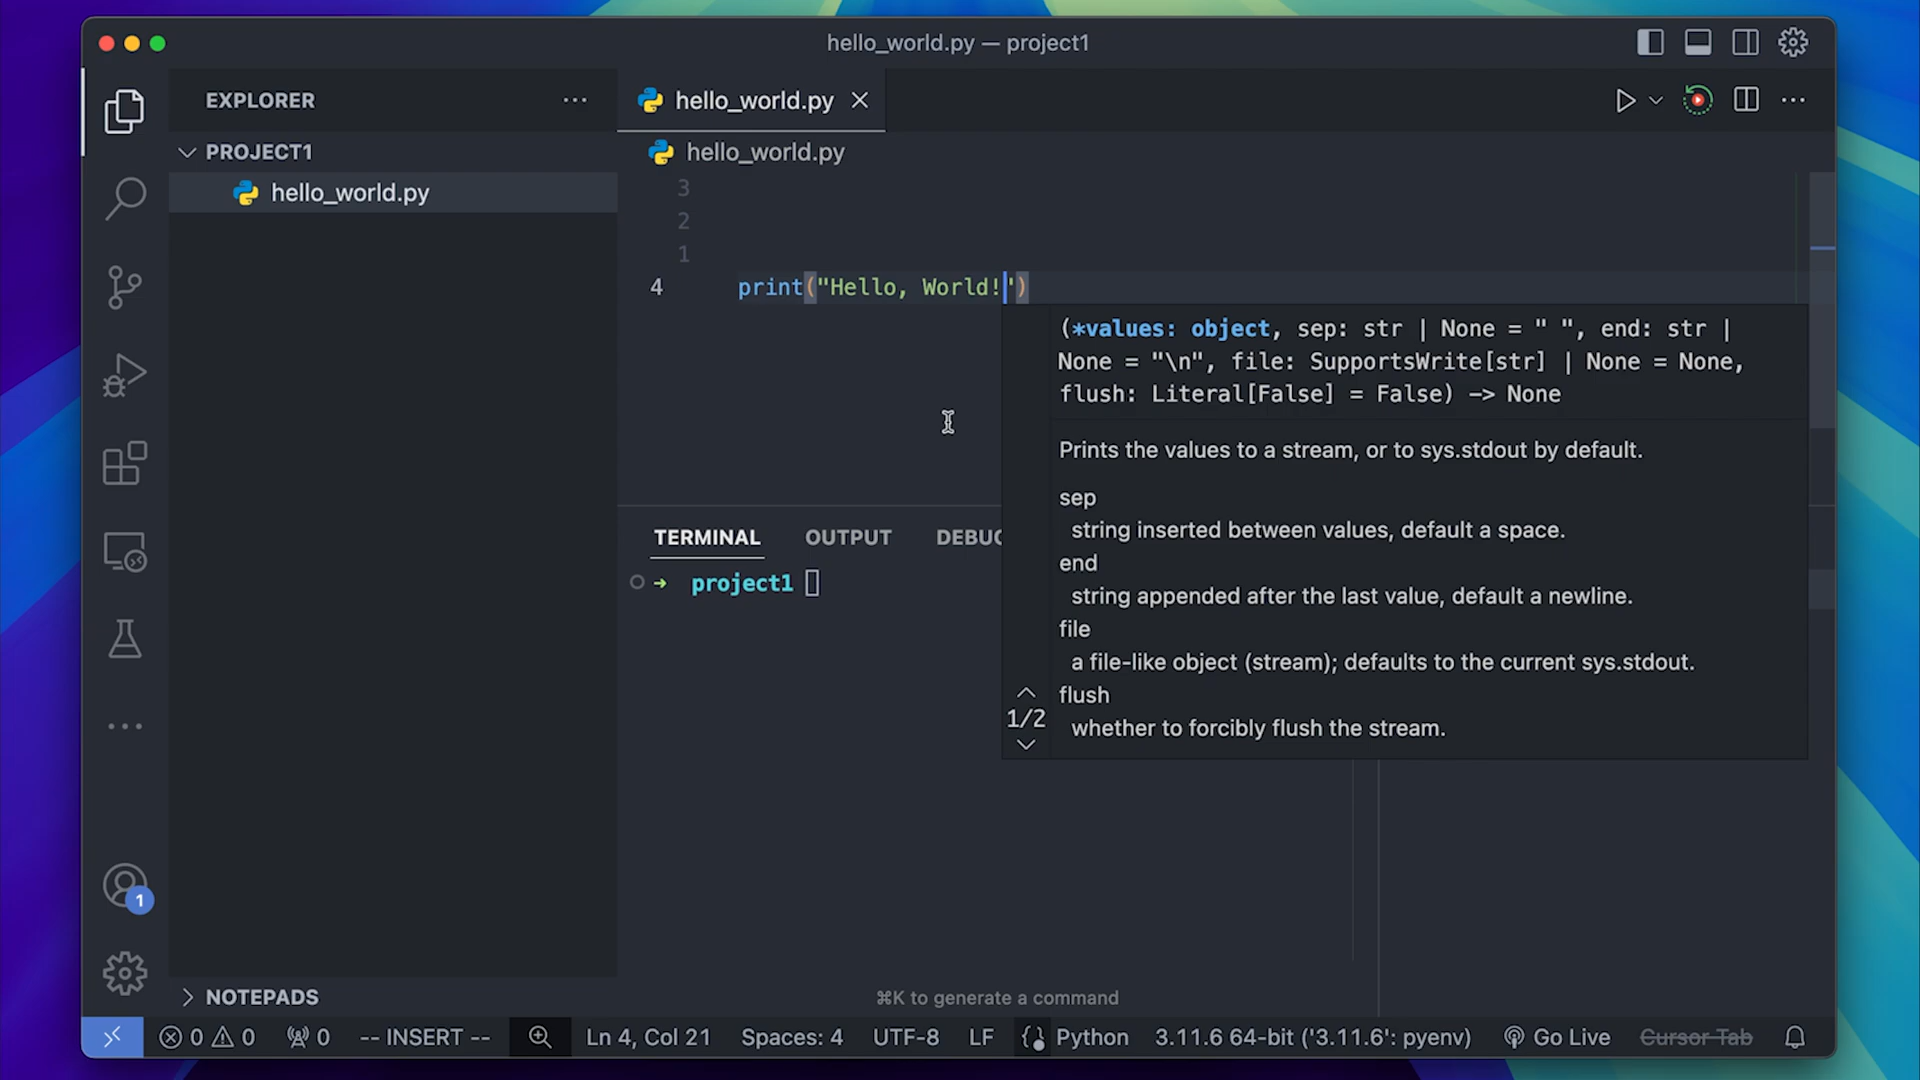 hello_world.py — project1
EXPLORER
hello_world.py
PROJECT1
hello_world.py
hello_world.py
3
2
1
4 print("Hello, World!")
(*values: object, sep: str | None = " ", end: str |
None = "\n", file: SupportsWrite[str] | None = None,
flush: Literal[False] = False) -> None
Prints the values to a stream, or to sys.stdout by default.
sep
string inserted between values, default a space.
end
string appended after the last value, default a newline.
file
a file-like object (stream); defaults to the current sys.stdout.
flush
whether to forcibly flush the stream.
1/2
TERMINAL OUTPUT DEBUG
project1
1
NOTEPADS
⌘K to generate a command
0 0 0 -- INSERT -- Ln 4, Col 21 Spaces: 4 UTF-8 LF Python 3.11.6 64-bit ('3.11.6': pyenv) Go Live Cursor Tab